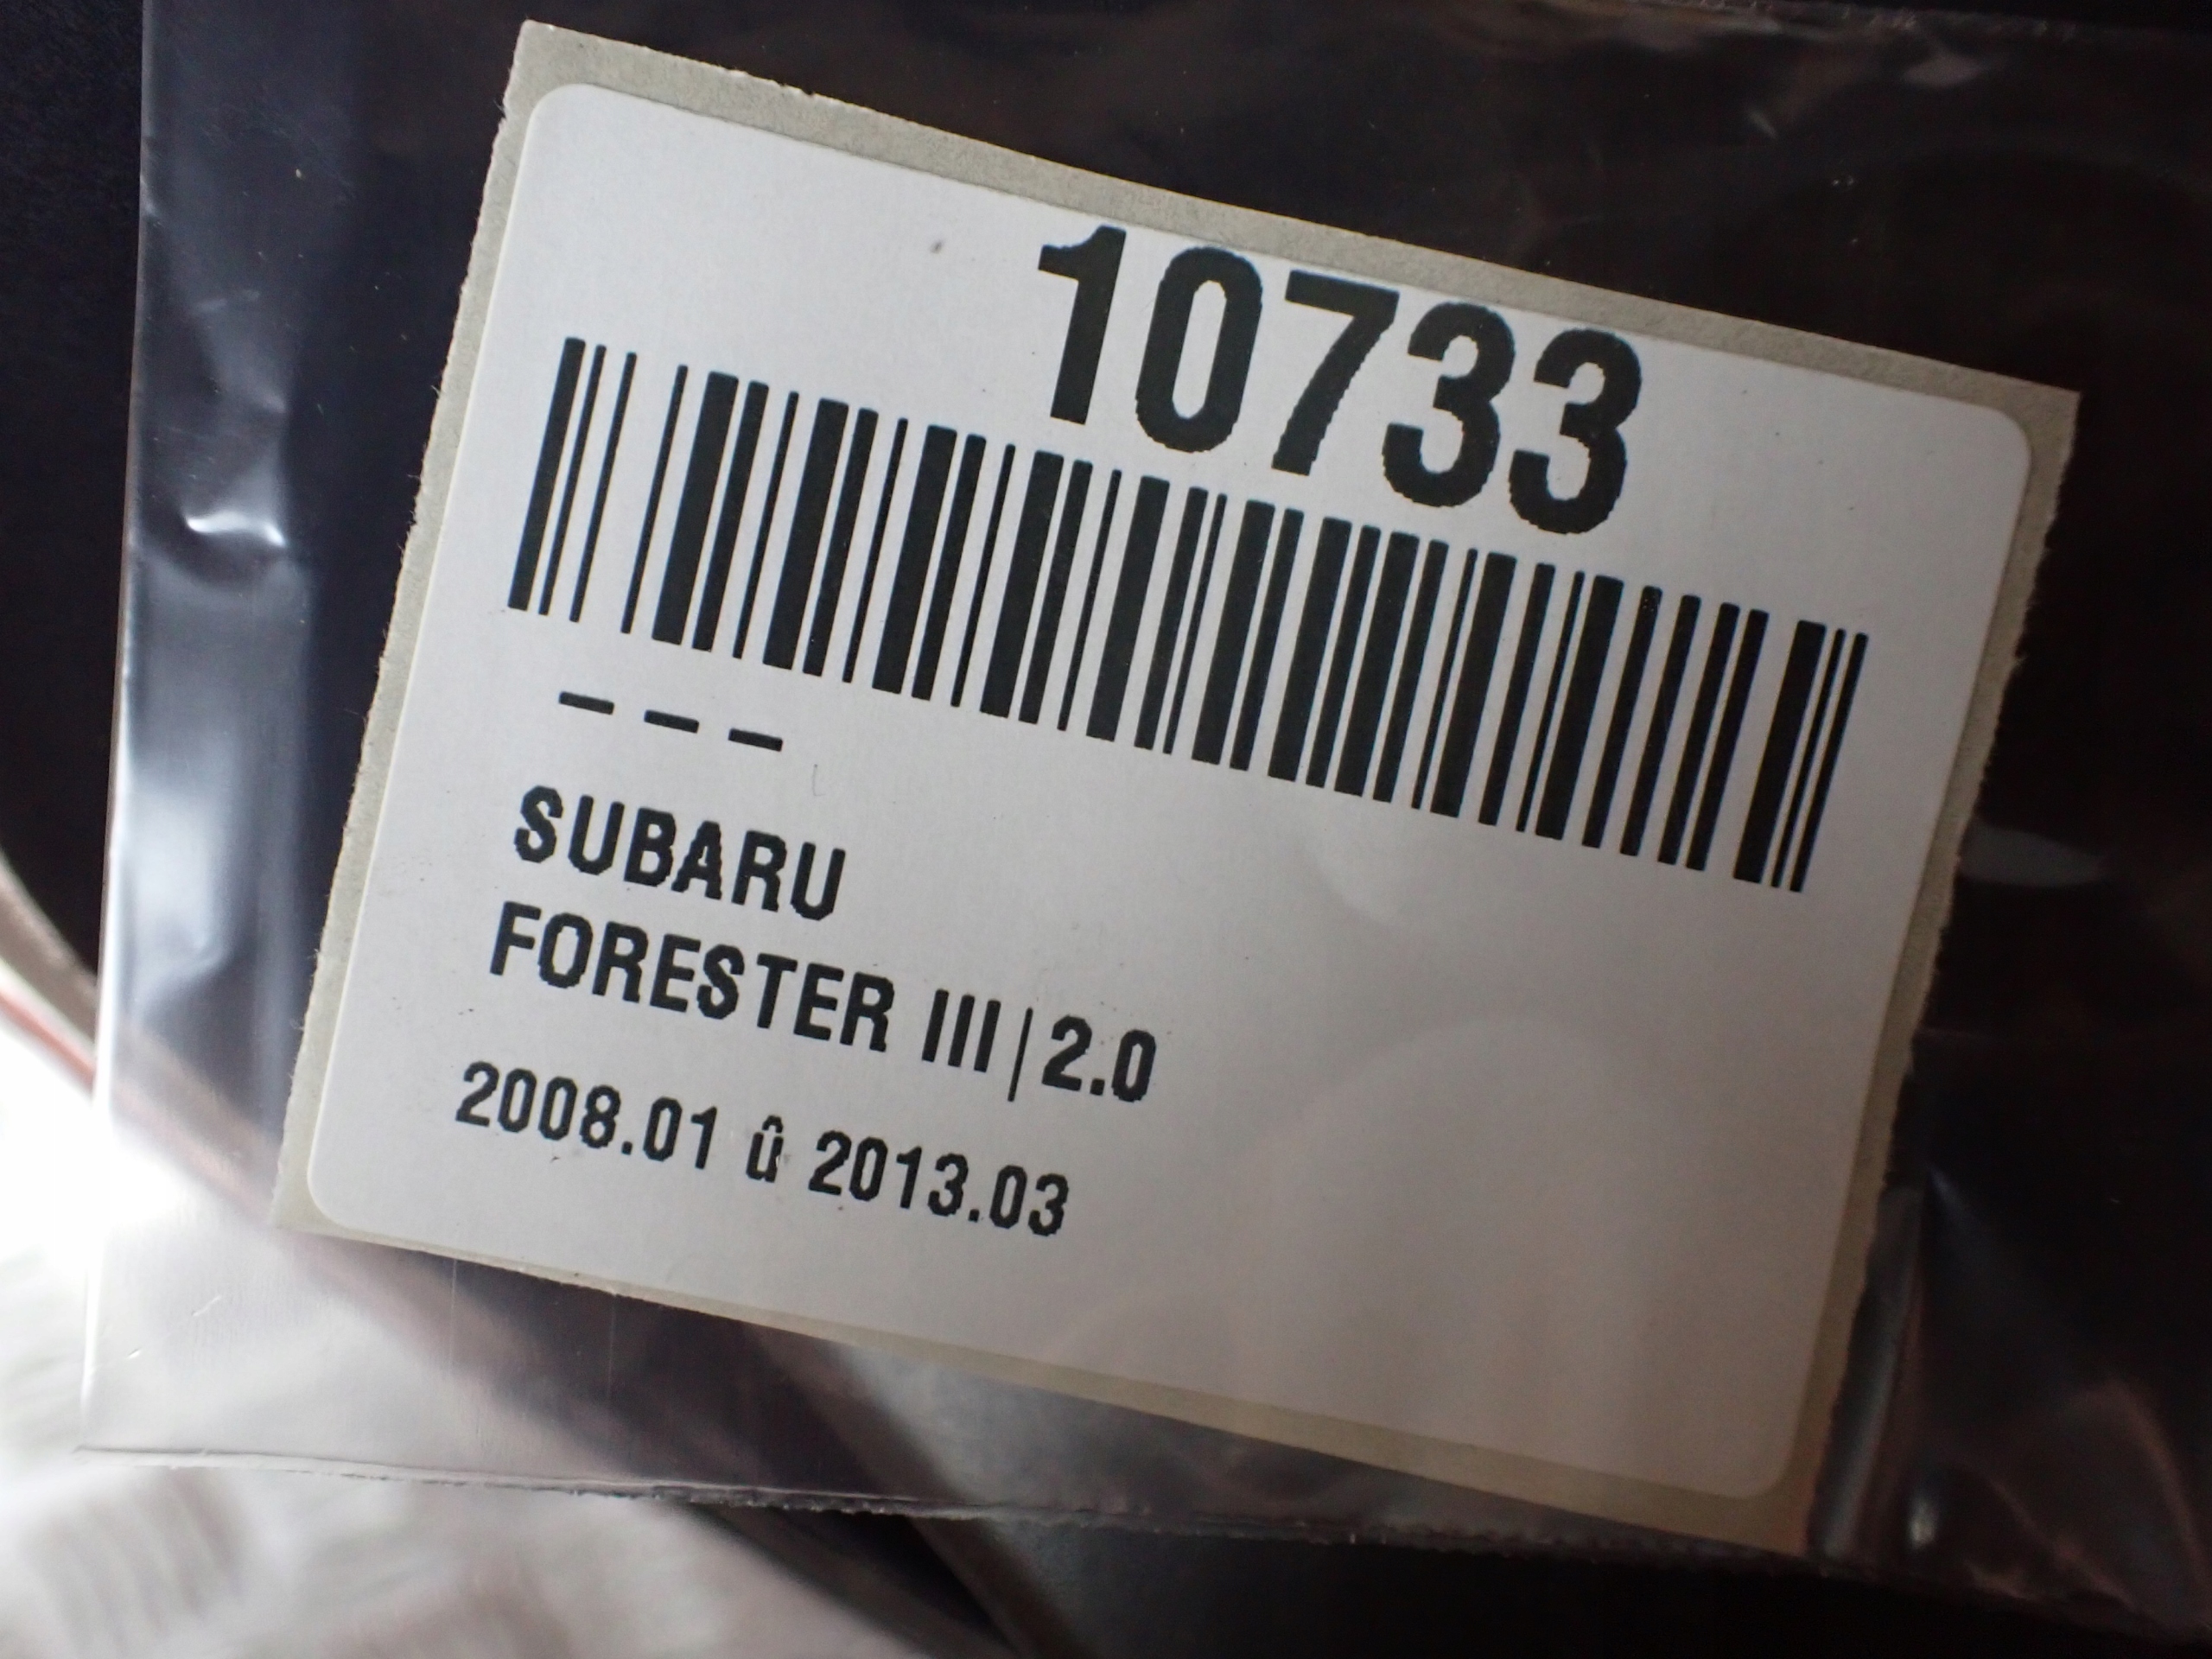 10733
---
SUBARU
FORESTER III|2.0
2008.01 û 2013.03